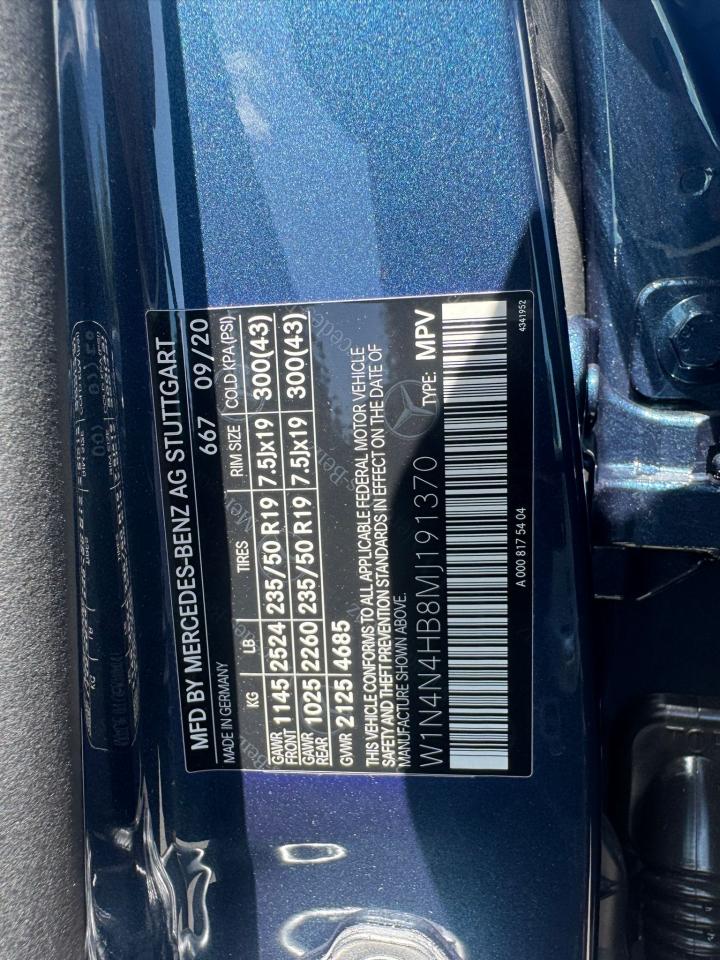 MFD BY MERCEDES-BENZ AG STUTTGART
MADE IN GERMANY 667 09/20
KG LB TIRES RIM SIZE COLD KPA (PSI)
GAWR FRONT 1145 2524 235/50 R19 7.5Jx19 300(43)
GAWR REAR 1025 2260 235/50 R19 7.5Jx19 300(43)
GVWR 2125 4685
THIS VEHICLE CONFORMS TO ALL APPLICABLE FEDERAL MOTOR VEHICLE
SAFETY AND THEFT PREVENTION STANDARDS IN EFFECT ON THE DATE OF
MANUFACTURE SHOWN ABOVE.
W1N4N4HB8MJ191370 TYPE: MPV
A 000 817 54 04 4341952